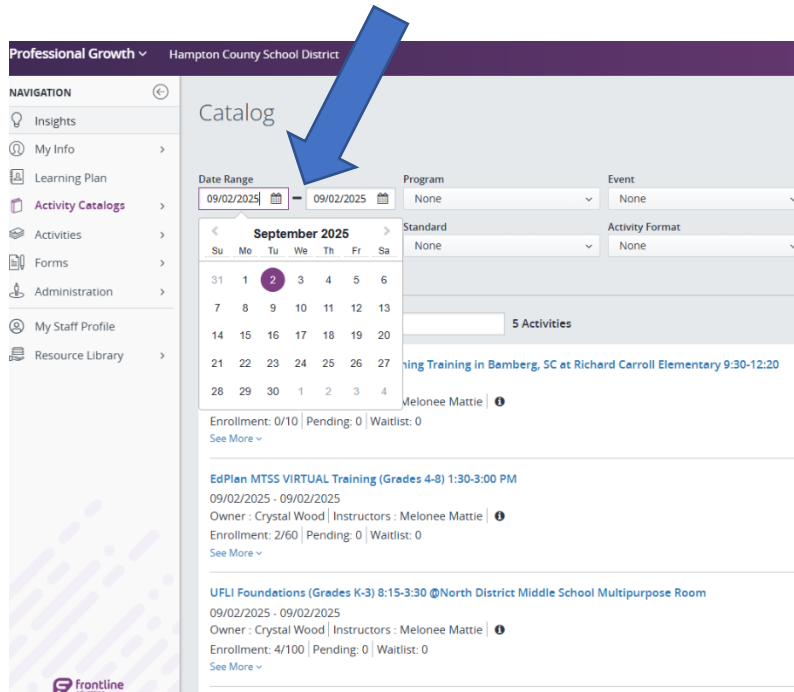 Professional Growth Hampton County School District
NAVIGATION
Insights
My Info
Learning Plan
Activity Catalogs
Activities
Forms
Administration
My Staff Profile
Resource Library
frontline
Catalog
Date Range Program Event
09/02/2025 09/02/2025 None None
Standard Activity Format
None None
September 2025
Su Mo Tu We Th Fr Sa
31 1 2 3 4 5 6
7 8 9 10 11 12 13
14 15 16 17 18 19 20
21 22 23 24 25 26 27
28 29 30 1 2 3 4
5 Activities
Training in Bamberg, SC at Richard Carroll Elementary 9:30-12:20
Melonee Mattie
Enrollment: 0/10 Pending: 0 Waitlist: 0
See More
EdPlan MTSS VIRTUAL Training (Grades 4-8) 1:30-3:00 PM
09/02/2025 - 09/02/2025
Owner : Crystal Wood Instructors : Melonee Mattie
Enrollment: 2/60 Pending: 0 Waitlist: 0
See More
UFLI Foundations (Grades K-3) 8:15-3:30 @North District Middle School Multipurpose Room
09/02/2025 - 09/02/2025
Owner : Crystal Wood Instructors : Melonee Mattie
Enrollment: 4/100 Pending: 0 Waitlist: 0
See More